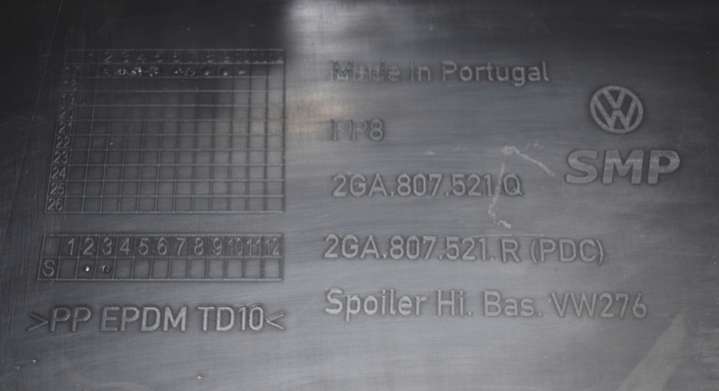 Made in Portugal
PP8
2GA.807.521.Q
SMP
1 2 3 4 5 6 7 8 9 10 11 12
S
2GA.807.521.R (PDC)
>PP EPDM TD10<
Spoiler Hi. Bas. VW276